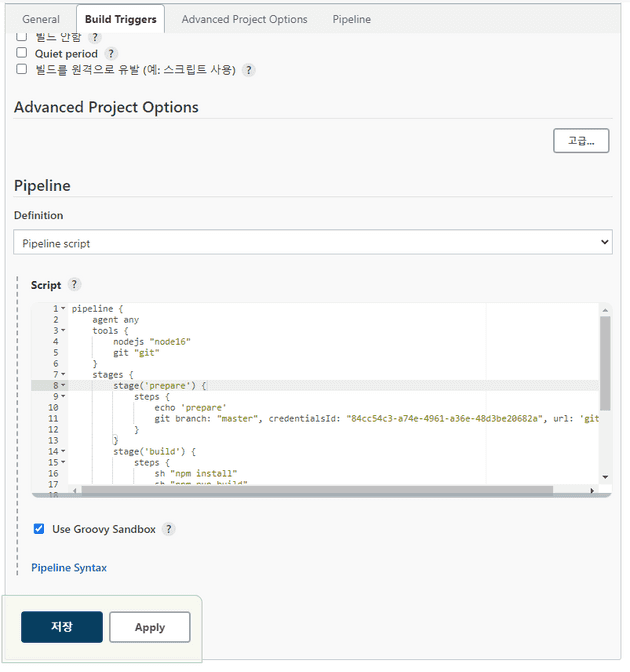 General Build Triggers Advanced Project Options Pipeline
빌드 안함 ?
Quiet period ?
빌드를 원격으로 유발 (예: 스크립트 사용) ?
Advanced Project Options
고급...
Pipeline
Definition
Pipeline script
Script ?
1 pipeline {
2 agent any
3 tools {
4 nodejs "node16"
5 git "git"
6 }
7 stages {
8 stage('prepare') {
9 steps {
10 echo 'prepare'
11 git branch: "master", credentialsId: "84cc54c3-a74e-4961-a36e-48d3be20682a", url: 'git
12 }
13 }
14 stage('build') {
15 steps {
16 sh "npm install"
17 sh "npm run build"
18
Use Groovy Sandbox ?
Pipeline Syntax
저장 Apply